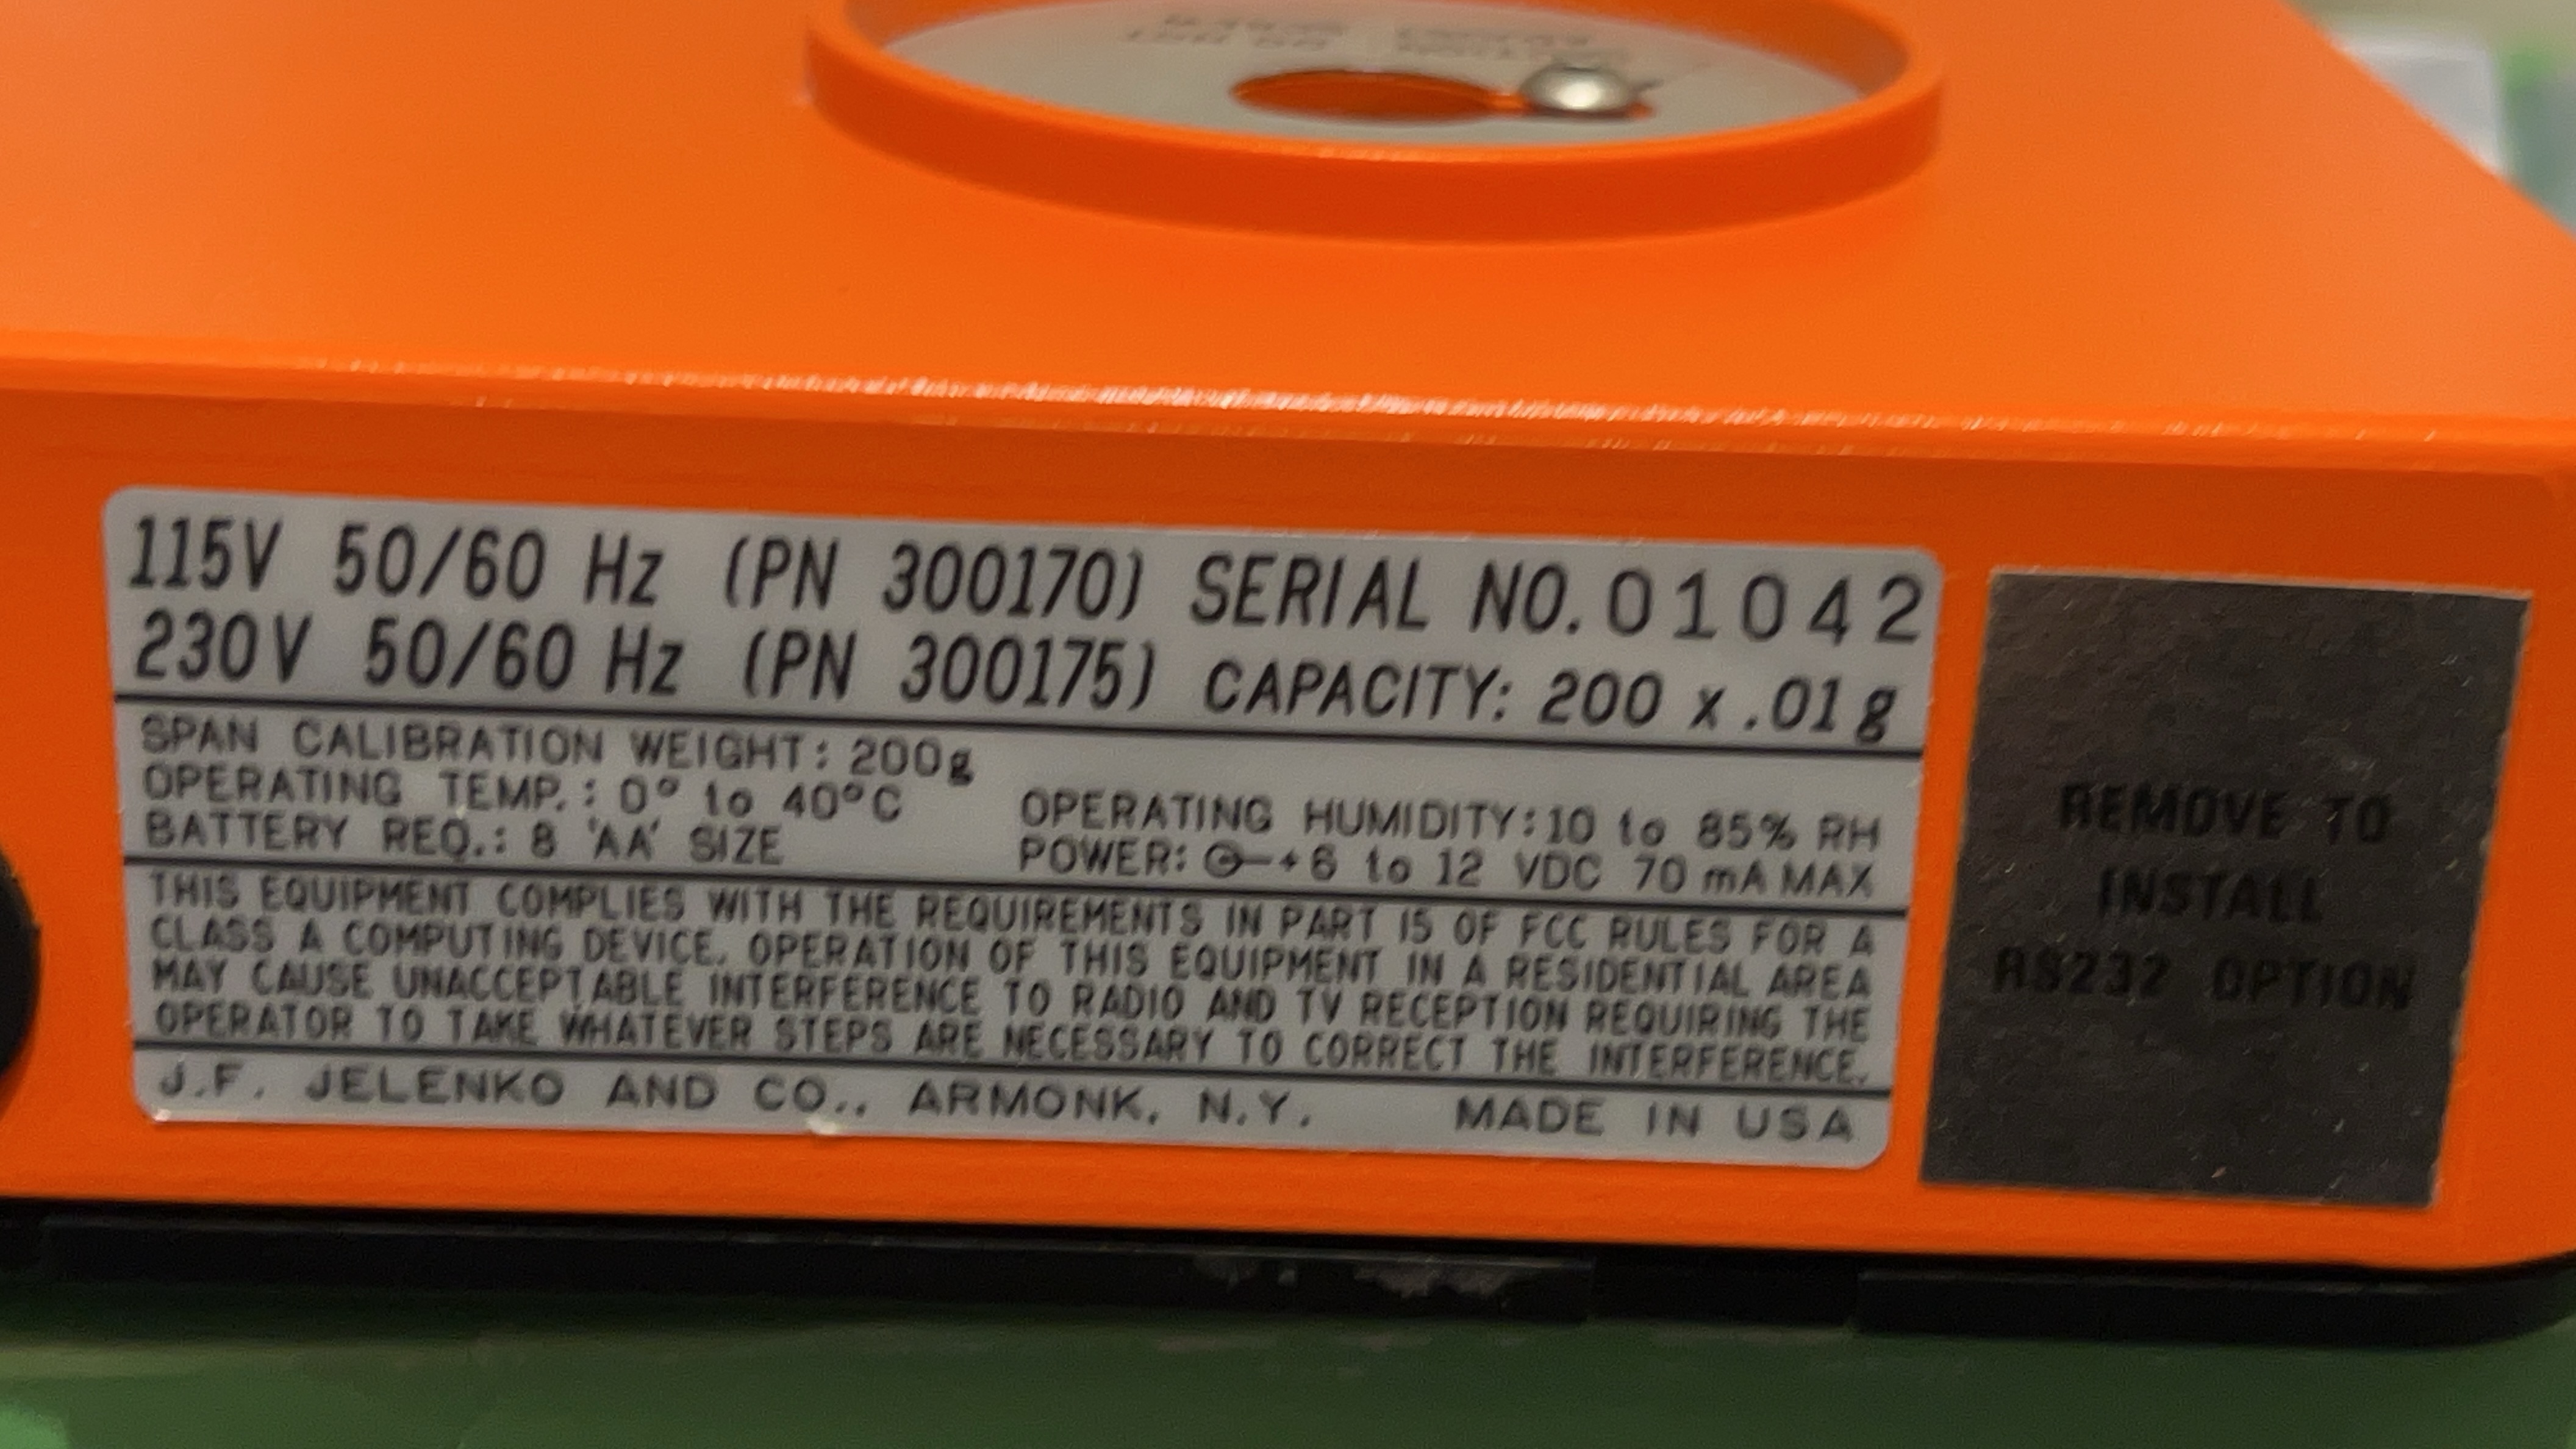 115V 50/60 Hz (PN 300170) SERIAL NO. 01042
230V 50/60 Hz (PN 300175) CAPACITY: 200 x .01g
SPAN CALIBRATION WEIGHT: 200g
OPERATING TEMP.: 0° to 40°C
BATTERY REQ.: 8 'AA' SIZE
OPERATING HUMIDITY: 10 to 85% RH
POWER: + 6 to 12 VDC 70 mA MAX
THIS EQUIPMENT COMPLIES WITH THE REQUIREMENTS IN PART 15 OF FCC RULES FOR A
CLASS A COMPUTING DEVICE. OPERATION OF THIS EQUIPMENT IN A RESIDENTIAL AREA
MAY CAUSE UNACCEPTABLE INTERFERENCE TO RADIO AND TV RECEPTION REQUIRING THE
OPERATOR TO TAKE WHATEVER STEPS ARE NECESSARY TO CORRECT THE INTERFERENCE.
J.F. JELENKO AND CO., ARMONK, N.Y. MADE IN USA
REMOVE TO
INSTALL
RS232 OPTION